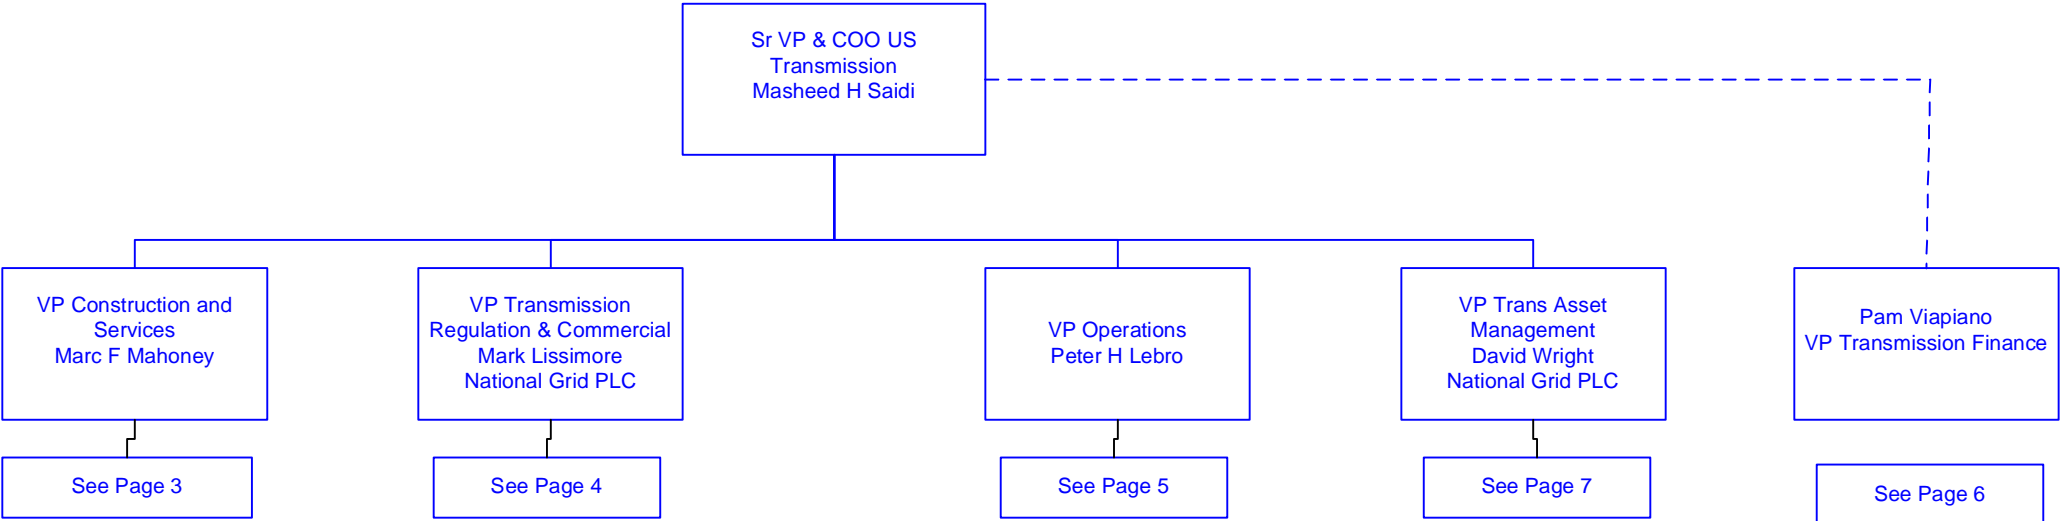 Sr VP & COO US
Transmission
Masheed H Saidi
VP Construction and
Services
Marc F Mahoney
VP Transmission
Regulation & Commercial
Mark Lissimore
National Grid PLC
VP Operations
Peter H Lebro
VP Trans Asset
Management
David Wright
National Grid PLC
Pam Viapiano
VP Transmission Finance
See Page 3
See Page 4
See Page 5
See Page 7
See Page 6